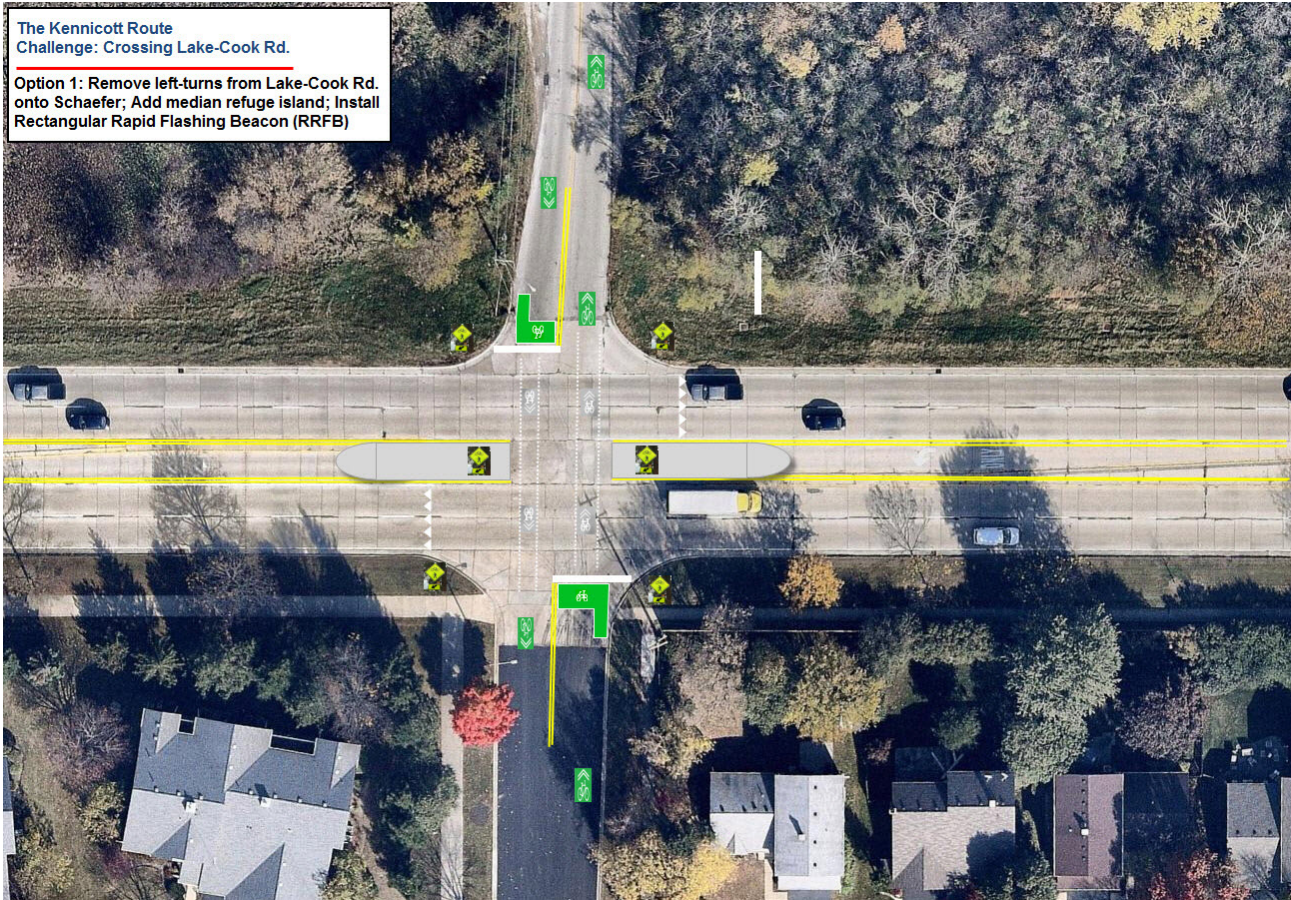 The Kennicott Route
Challenge: Crossing Lake-Cook Rd.
Option 1: Remove left-turns from Lake-Cook Rd.
onto Schaefer; Add median refuge island; Install
Rectangular Rapid Flashing Beacon (RRFB)